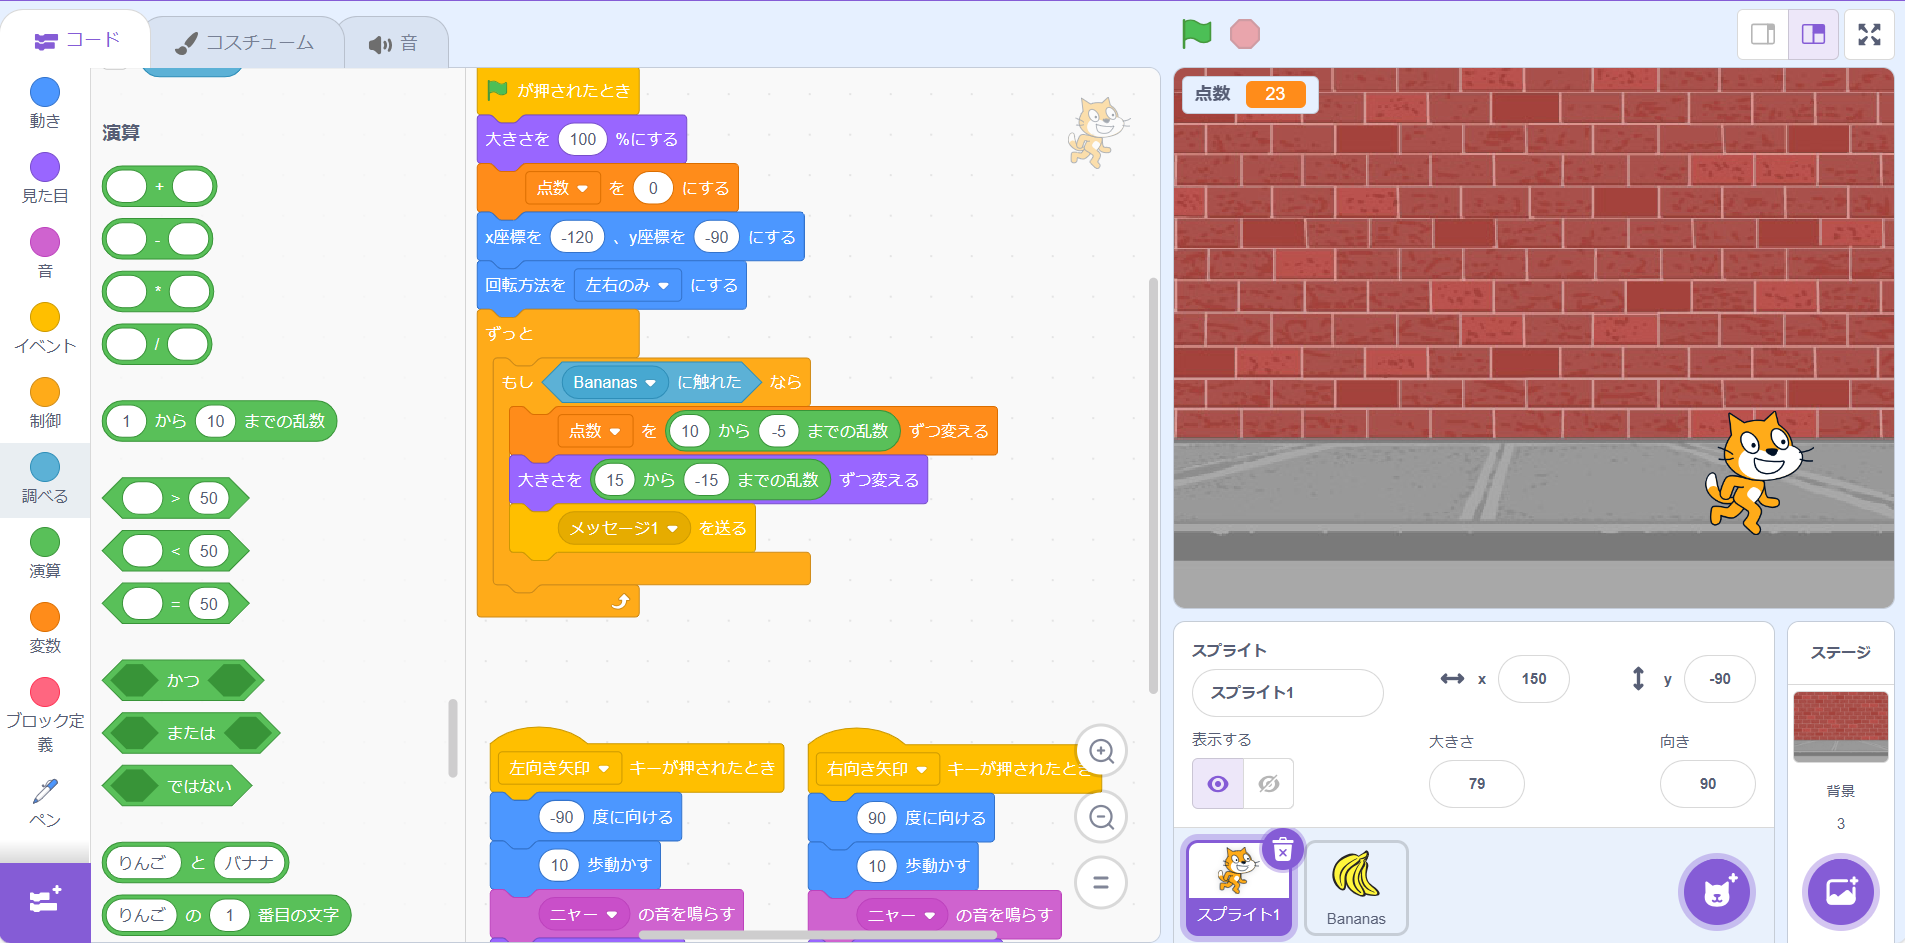 コード
コスチューム
音
動き
見た目
音
イベント
制御
調べる
演算
変数
ブロック定
義
ペン
演算
+
-
*
/
1 から 10 までの乱数
> 50
< 50
= 50
かつ
または
ではない
りんご と バナナ
りんご の 1 番目の文字
が押されたとき
大きさを 100 %にする
点数 を 0 にする
x座標を -120 、y座標を -90 にする
回転方法を 左右のみ にする
ずっと
もし Bananas に触れた なら
点数 を 10 から -5 までの乱数 ずつ変える
大きさを 15 から -15 までの乱数 ずつ変える
メッセージ1 を送る
左向き矢印 キーが押されたとき
-90 度に向ける
10 歩動かす
ニャー の音を鳴らす
右向き矢印 キーが押されたとき
90 度に向ける
10 歩動かす
ニャー の音を鳴らす
点数 23
スプライト
スプライト1
x 150
y -90
表示する
大きさ
79
向き
90
スプライト1
Bananas
ステージ
背景
3